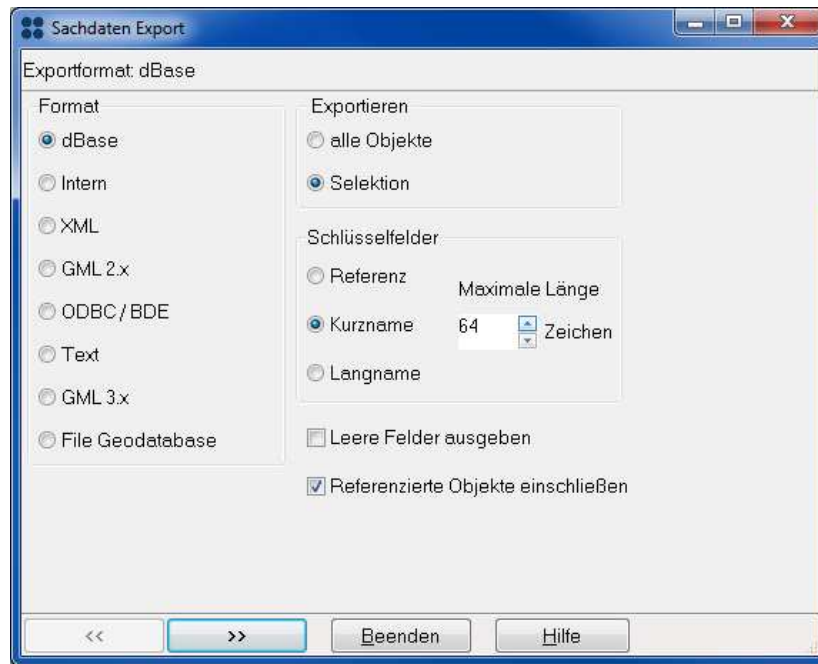 Sachdaten Export
Exportformat: dBase
Format
dBase
Intern
XML
GML 2.x
ODBC / BDE
Text
GML 3.x
File Geodatabase
Exportieren
alle Objekte
Selektion
Schlüsselfelder
Referenz
Maximale Länge
Kurzname 64 Zeichen
Langname
Leere Felder ausgeben
Referenzierte Objekte einschließen
<< >> Beenden Hilfe